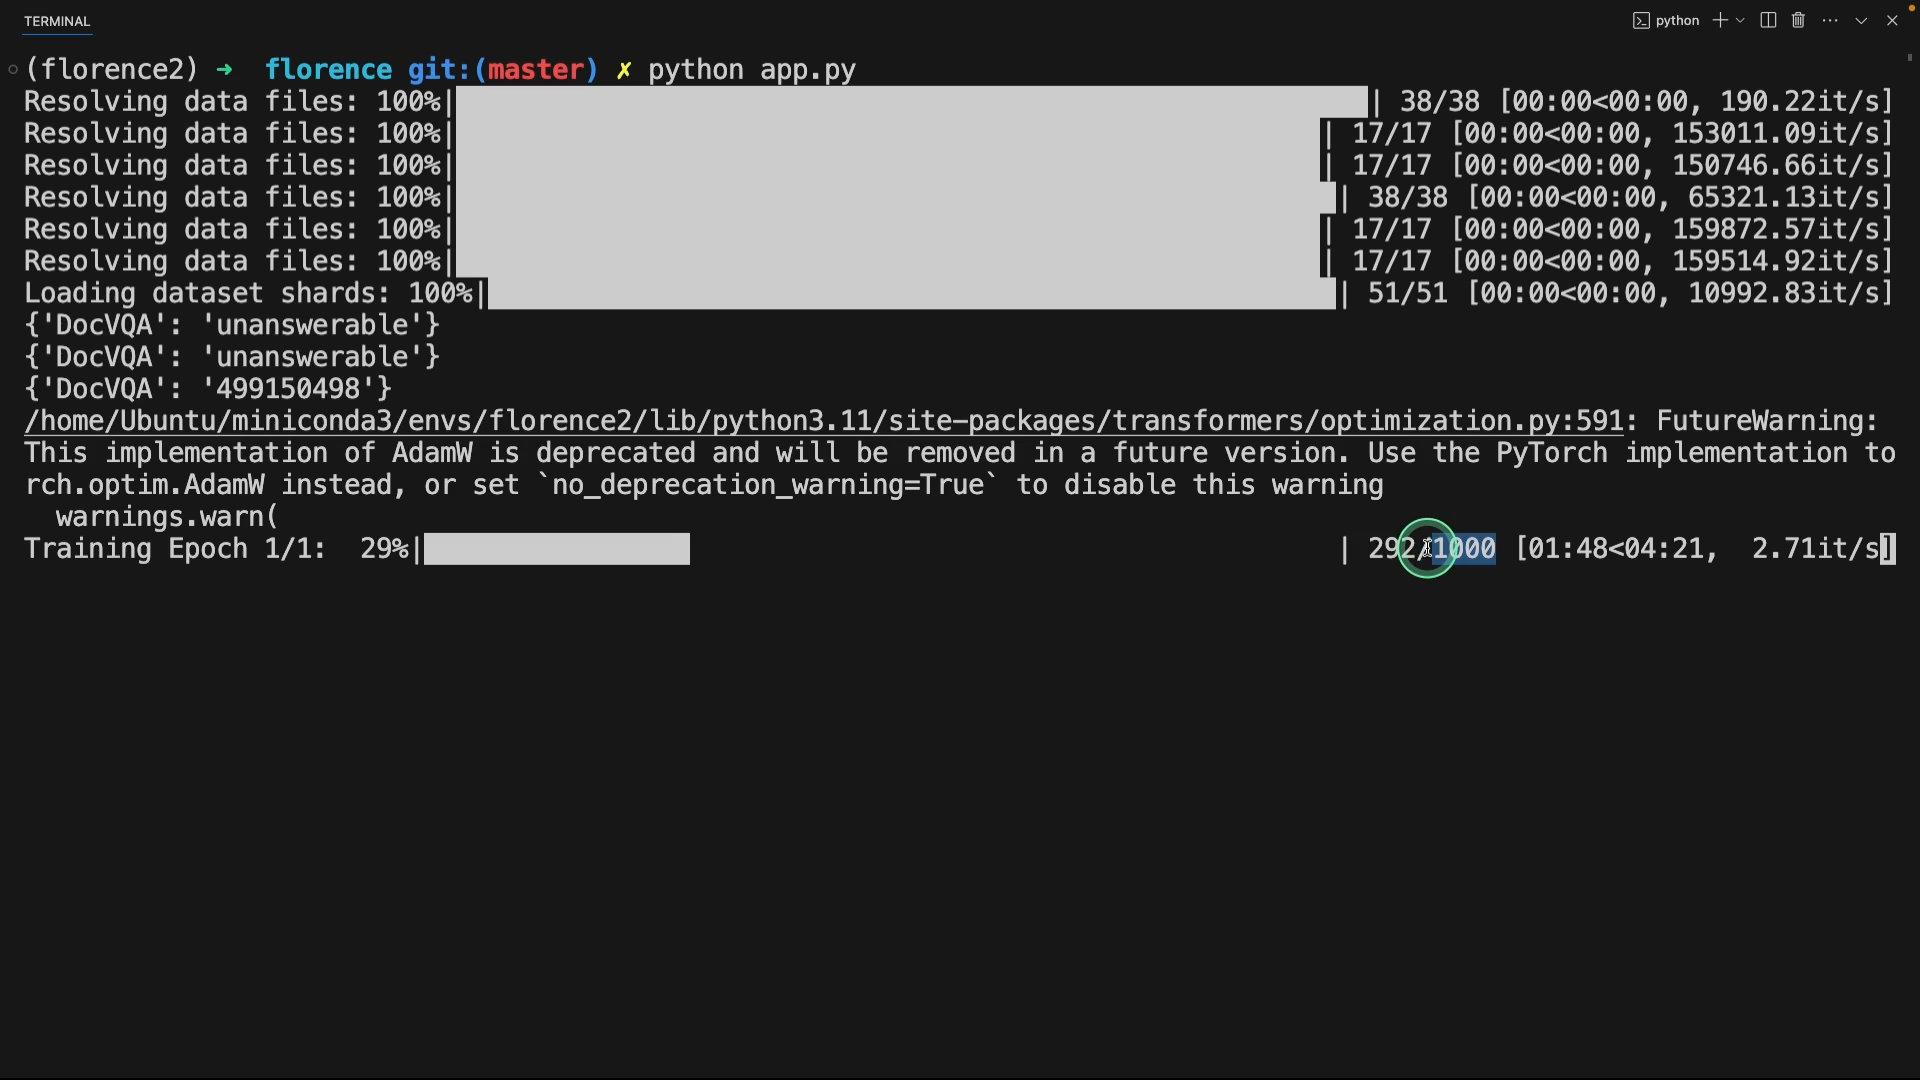 TERMINAL
python
(florence2) ➜ florence git:(master) ✗ python app.py
Resolving data files: 100%| | 38/38 [00:00<00:00, 190.22it/s]
Resolving data files: 100%| | 17/17 [00:00<00:00, 153011.09it/s]
Resolving data files: 100%| | 17/17 [00:00<00:00, 150746.66it/s]
Resolving data files: 100%| | 38/38 [00:00<00:00, 65321.13it/s]
Resolving data files: 100%| | 17/17 [00:00<00:00, 159872.57it/s]
Resolving data files: 100%| | 17/17 [00:00<00:00, 159514.92it/s]
Loading dataset shards: 100%| | 51/51 [00:00<00:00, 10992.83it/s]
{'DocVQA': 'unanswerable'}
{'DocVQA': 'unanswerable'}
{'DocVQA': '499150498'}
/home/Ubuntu/miniconda3/envs/florence2/lib/python3.11/site-packages/transformers/optimization.py:591: FutureWarning:
This implementation of AdamW is deprecated and will be removed in a future version. Use the PyTorch implementation to
rch.optim.AdamW instead, or set `no_deprecation_warning=True` to disable this warning
  warnings.warn(
Training Epoch 1/1:  29%| | 292/1000 [01:48<04:21,  2.71it/s]